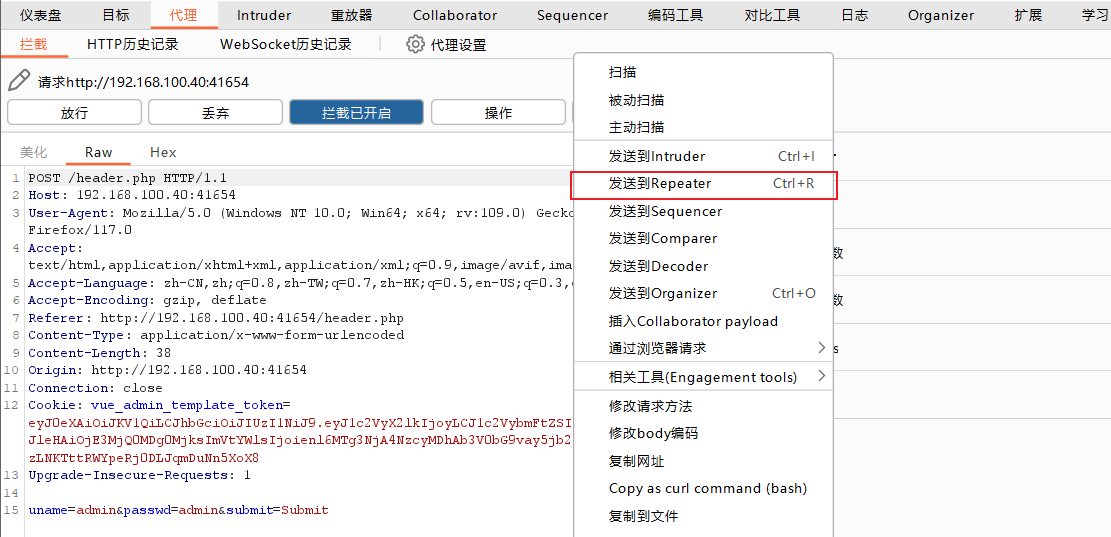 仪表盘 目标 代理 Intruder 重放器 Collaborator Sequencer 编码工具 对比工具 日志 Organizer 扩展 学习
拦截 HTTP历史记录 WebSocket历史记录 代理设置
请求http://192.168.100.40:41654
放行 丢弃 拦截已开启 操作
美化 Raw Hex
1 POST /header.php HTTP/1.1
2 Host: 192.168.100.40:41654
3 User-Agent: Mozilla/5.0 (Windows NT 10.0; Win64; x64; rv:109.0) Gecko
Firefox/117.0
4 Accept:
text/html,application/xhtml+xml,application/xml;q=0.9,image/avif,ima
5 Accept-Language: zh-CN,zh;q=0.8,zh-TW;q=0.7,zh-HK;q=0.5,en-US;q=0.3,
6 Accept-Encoding: gzip, deflate
7 Referer: http://192.168.100.40:41654/header.php
8 Content-Type: application/x-www-form-urlencoded
9 Content-Length: 38
10 Origin: http://192.168.100.40:41654
11 Connection: close
12 Cookie: vue_admin_template_token=
13 Upgrade-Insecure-Requests: 1
14
15 uname=admin&passwd=admin&submit=Submit
扫描
被动扫描
主动扫描
发送到Intruder Ctrl+I
发送到Repeater Ctrl+R
发送到Sequencer
发送到Comparer
发送到Decoder
发送到Organizer Ctrl+O
插入Collaborator payload
通过浏览器请求
相关工具(Engagement tools)
修改请求方法
修改body编码
复制网址
Copy as curl command (bash)
复制到文件
数
数
s